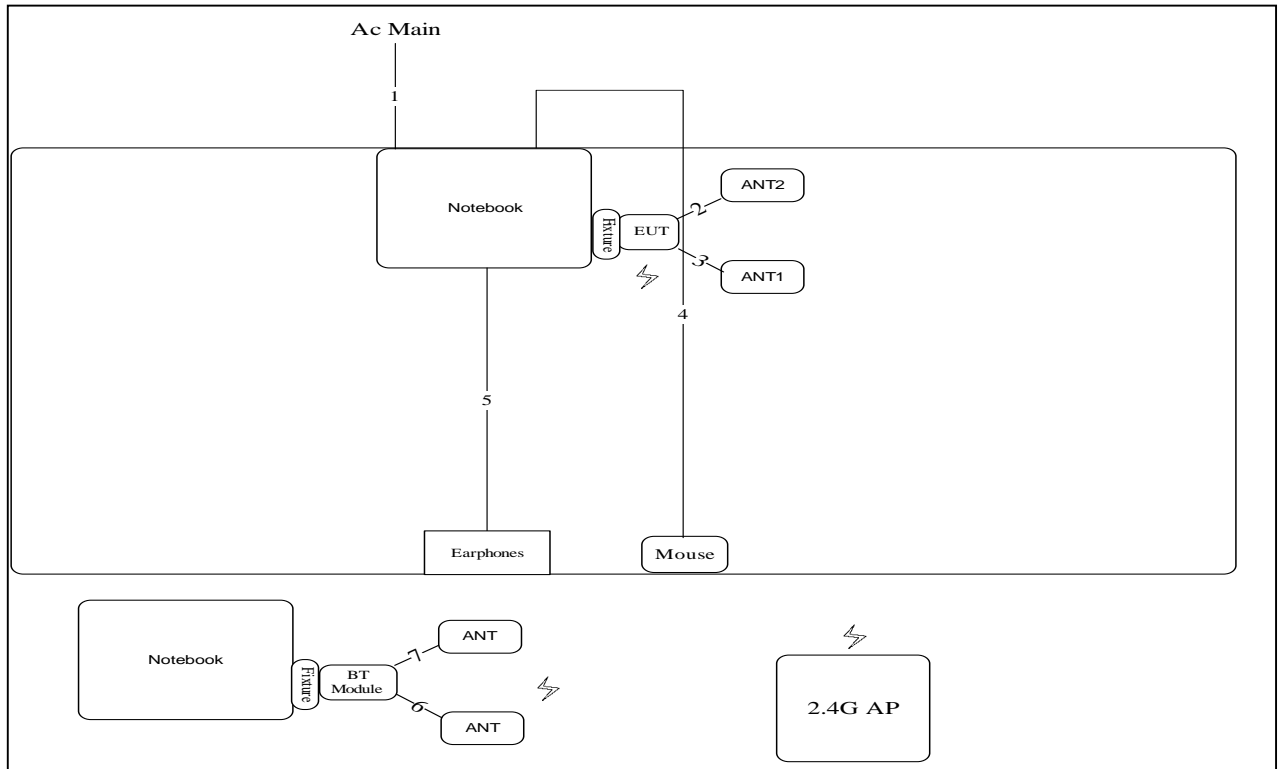 Ac Main
1
ANT2
Notebook
2
Fixture
EUT
3
ANT1
4
5
Earphones
Mouse
ANT
Notebook
7
Fixture
BT
Module
6
2.4G AP
ANT